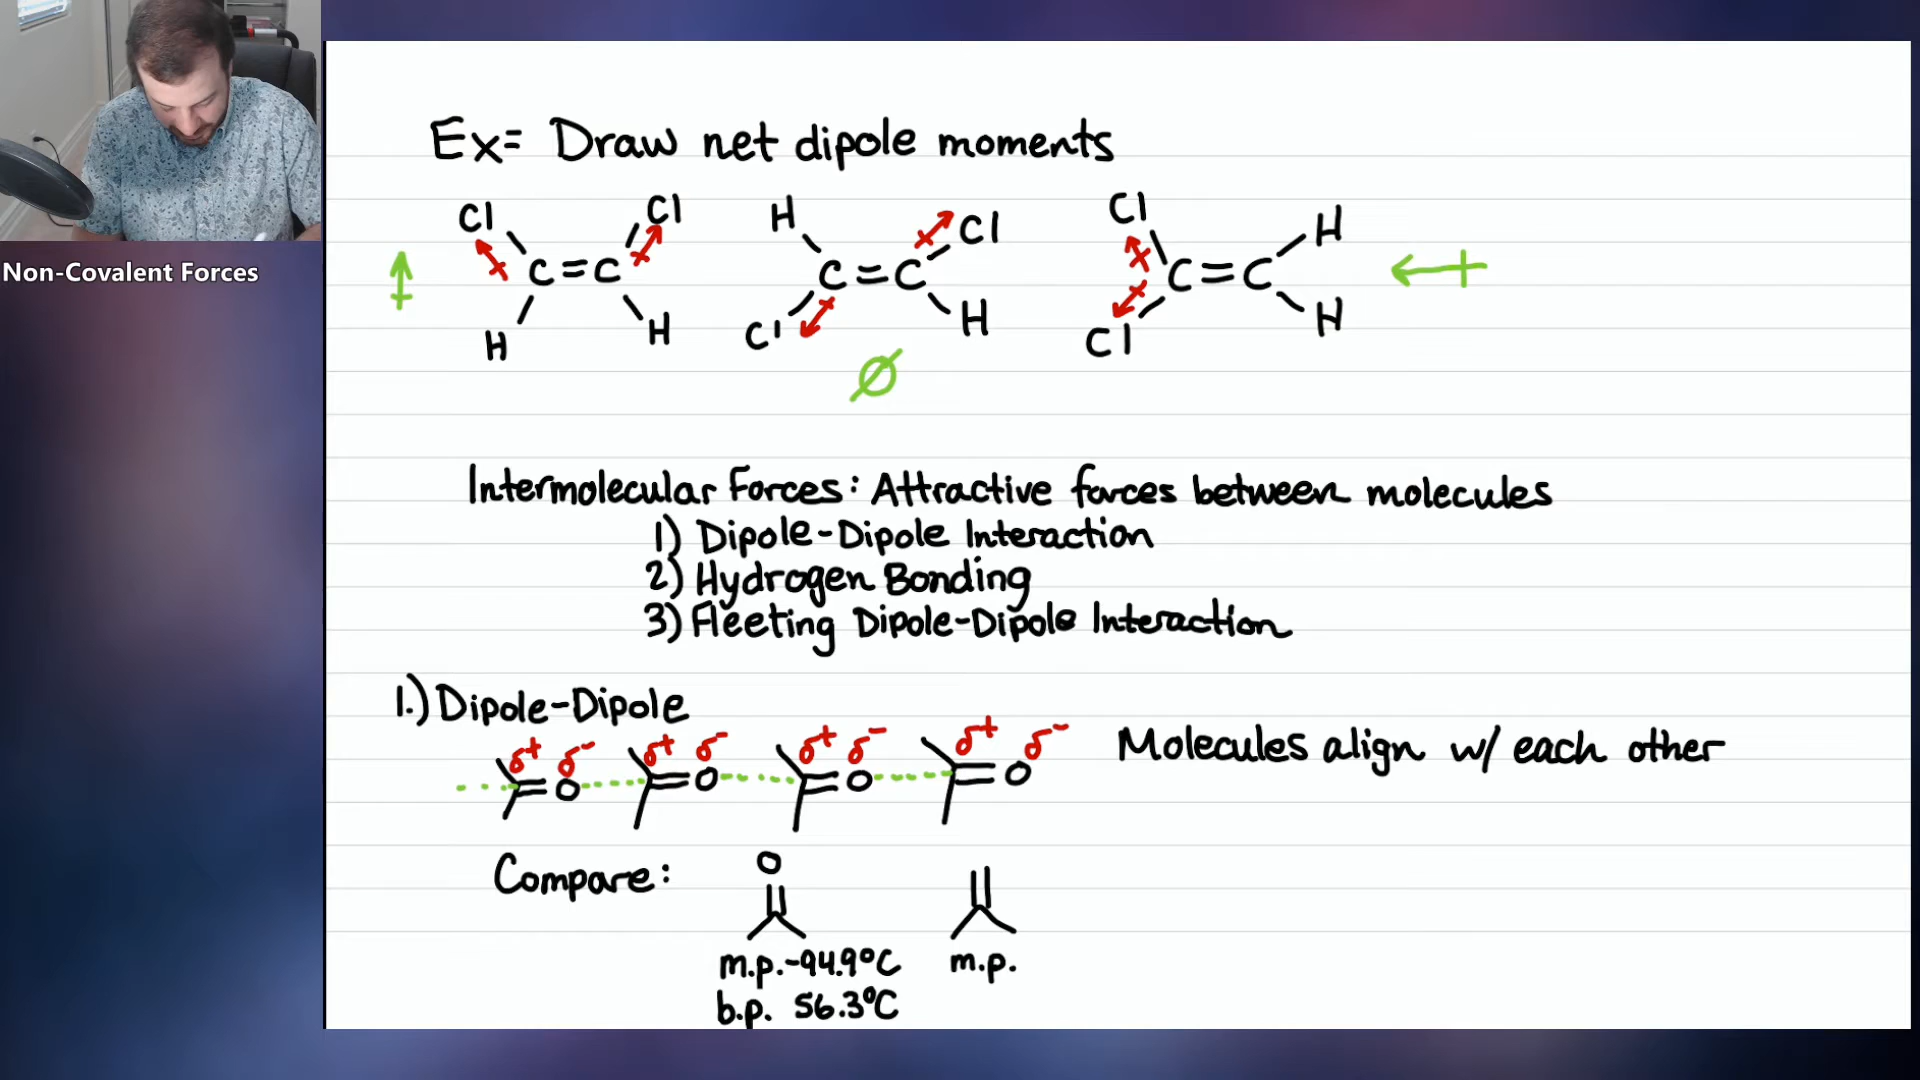 Ex= Draw net dipole moments
Cl Cl H Cl Cl H
C=C C=C C=C
H H Cl H Cl H
Ø
Non-Covalent Forces
Intermolecular Forces: Attractive forces between molecules
1) Dipole-Dipole Interaction
2) Hydrogen Bonding
3) Fleeting Dipole-Dipole Interaction
1.) Dipole-Dipole
δ+ δ- δ+ δ- δ+ δ- δ+ δ-
O O O O
Molecules align w/ each other
Compare:
O
m.p. -94.9°C m.p.
b.p. 56.3°C